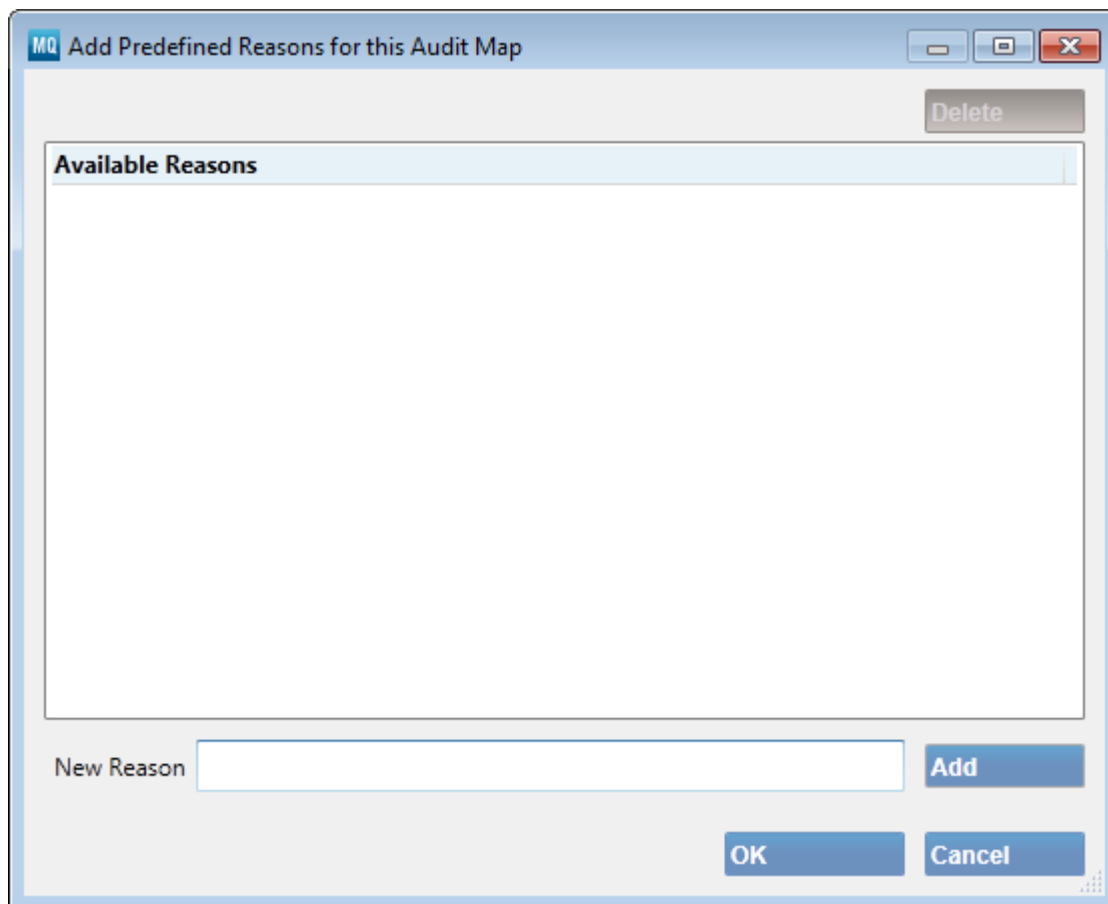 MQ Add Predefined Reasons for this Audit Map
Delete
Available Reasons
New Reason
Add
OK
Cancel